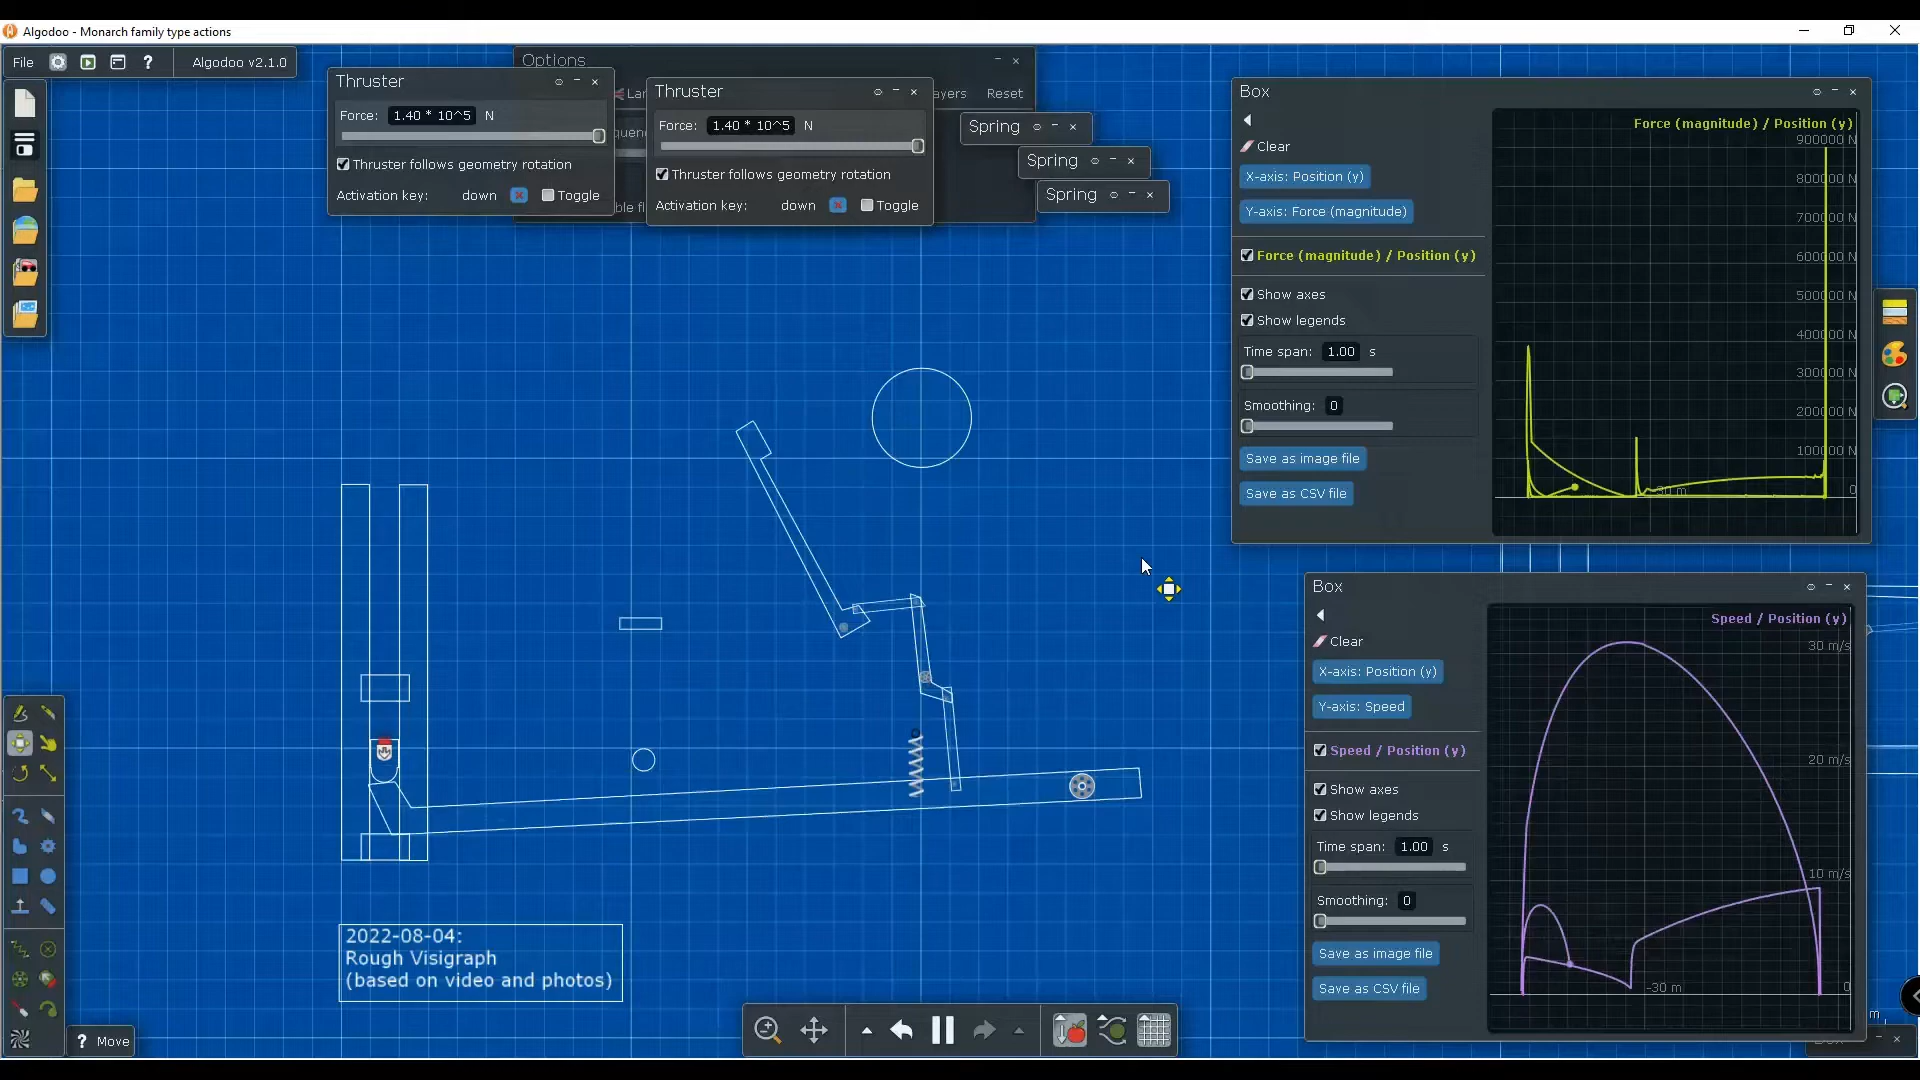 Algodoo - Monarch family type actions
File
?
Algodoo v2.1.0
Options
ayers
Reset
Thruster
Force: 1.40 * 10^5 N
Thruster follows geometry rotation
Activation key: down Toggle
Thruster
Force: 1.40 * 10^5 N
Thruster follows geometry rotation
Activation key: down Toggle
Spring
Spring
Spring
Box
Clear
X-axis: Position (y)
Y-axis: Force (magnitude)
Force (magnitude) / Position (y)
Show axes
Show legends
Time span: 1.00 s
Smoothing: 0
Save as image file
Save as CSV file
Force (magnitude) / Position (y)
900000 N
800000 N
700000 N
600000 N
500000 N
400000 N
300000 N
200000 N
100000 N
-30 m
0
Box
Clear
X-axis: Position (y)
Y-axis: Speed
Speed / Position (y)
Show axes
Show legends
Time span: 1.00 s
Smoothing: 0
Save as image file
Save as CSV file
Speed / Position (y)
30 m/s
20 m/s
10 m/s
-30 m
0
2022-08-04:
Rough Visigraph
(based on video and photos)
? Move
m